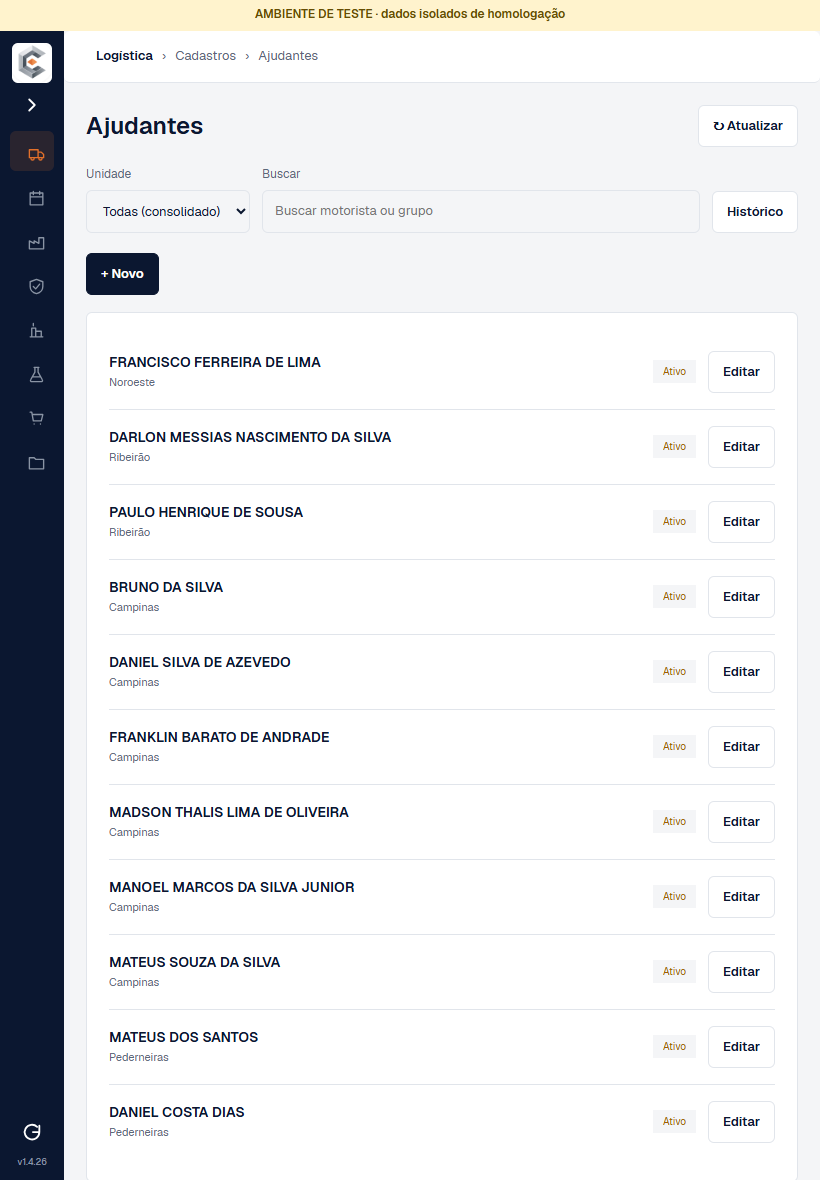 AMBIENTE DE TESTE · dados isolados de homologação
Logística › Cadastros › Ajudantes
Ajudantes
↻ Atualizar
Unidade
Buscar
Todas (consolidado)
Buscar motorista ou grupo
Histórico
+ Novo
FRANCISCO FERREIRA DE LIMA
Noroeste
Ativo
Editar
DARLON MESSIAS NASCIMENTO DA SILVA
Ribeirão
Ativo
Editar
PAULO HENRIQUE DE SOUSA
Ribeirão
Ativo
Editar
BRUNO DA SILVA
Campinas
Ativo
Editar
DANIEL SILVA DE AZEVEDO
Campinas
Ativo
Editar
FRANKLIN BARATO DE ANDRADE
Campinas
Ativo
Editar
MADSON THALIS LIMA DE OLIVEIRA
Campinas
Ativo
Editar
MANOEL MARCOS DA SILVA JUNIOR
Campinas
Ativo
Editar
MATEUS SOUZA DA SILVA
Campinas
Ativo
Editar
MATEUS DOS SANTOS
Pederneiras
Ativo
Editar
DANIEL COSTA DIAS
Pederneiras
Ativo
Editar
v1.4.26